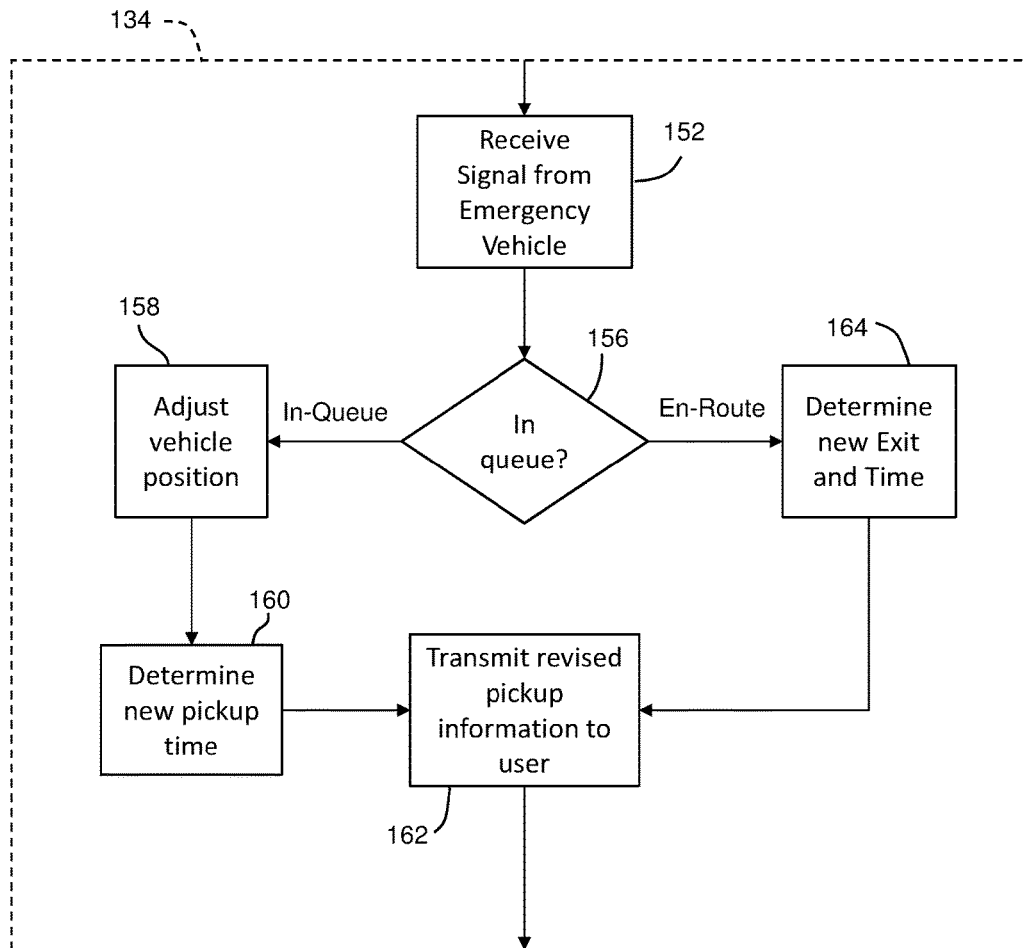 134
Receive
Signal from
Emergency
Vehicle
152
158
156
164
Adjust
vehicle
position
In-Queue
In
queue?
En-Route
Determine
new Exit
and Time
160
Determine
new pickup
time
Transmit revised
pickup
information to
user
162